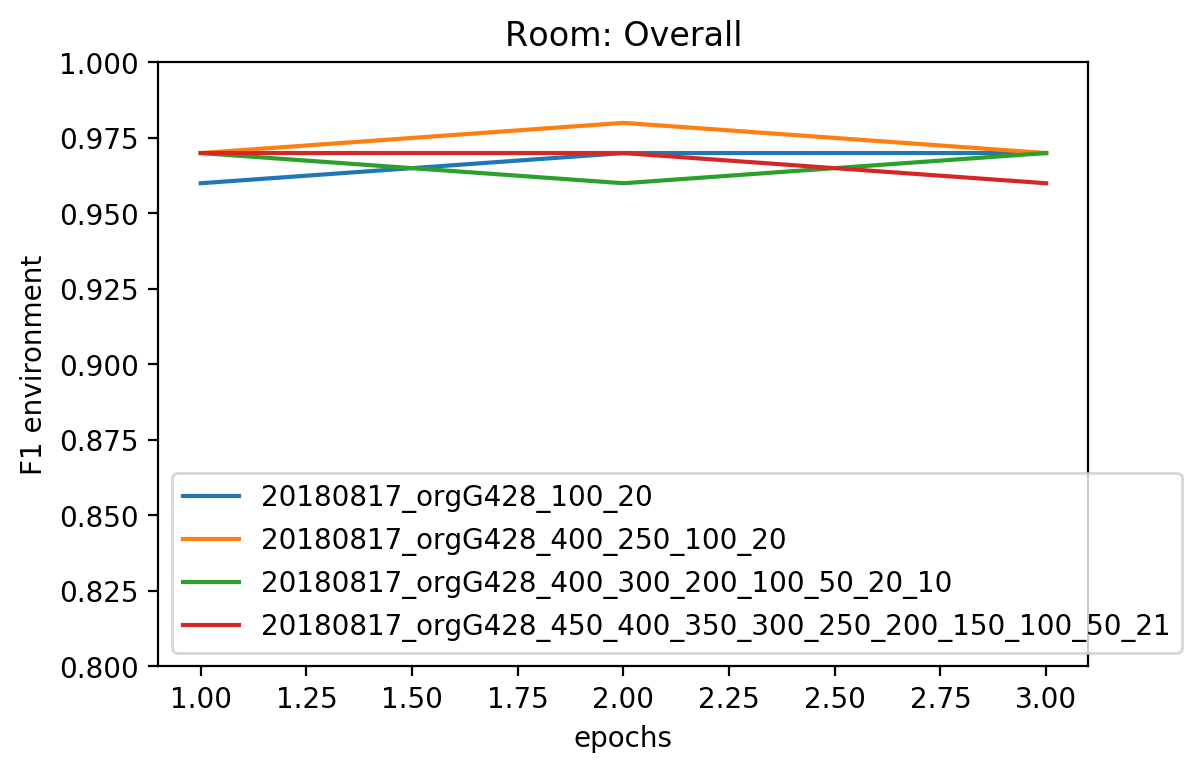 Room: Overall
1.000
0.975
0.950
0.925
0.900
0.875
0.850
0.825
0.800
F1 environment
20180817_orgG428_100_20
20180817_orgG428_400_250_100_20
20180817_orgG428_400_300_200_100_50_20_10
20180817_orgG428_450_400_350_300_250_200_150_100_50_21
1.00 1.25 1.50 1.75 2.00 2.25 2.50 2.75 3.00
epochs